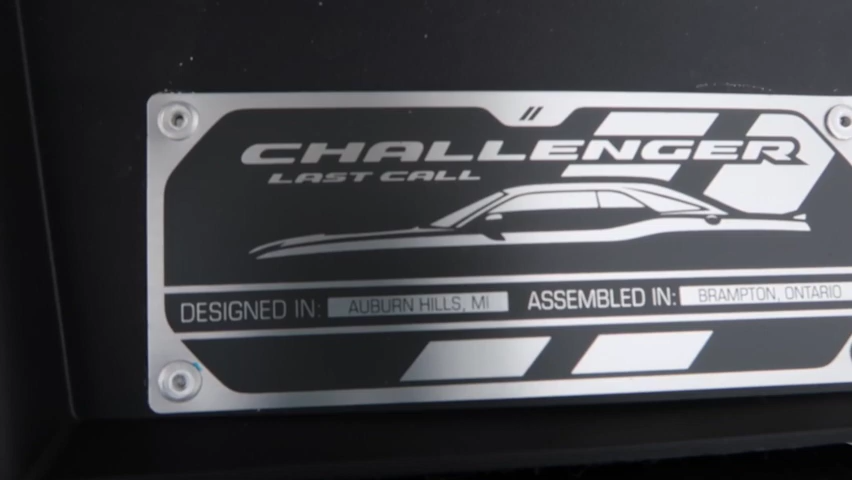 CHALLENGER
LAST CALL
DESIGNED IN: AUBURN HILLS, MI ASSEMBLED IN: BRAMPTON, ONTARIO